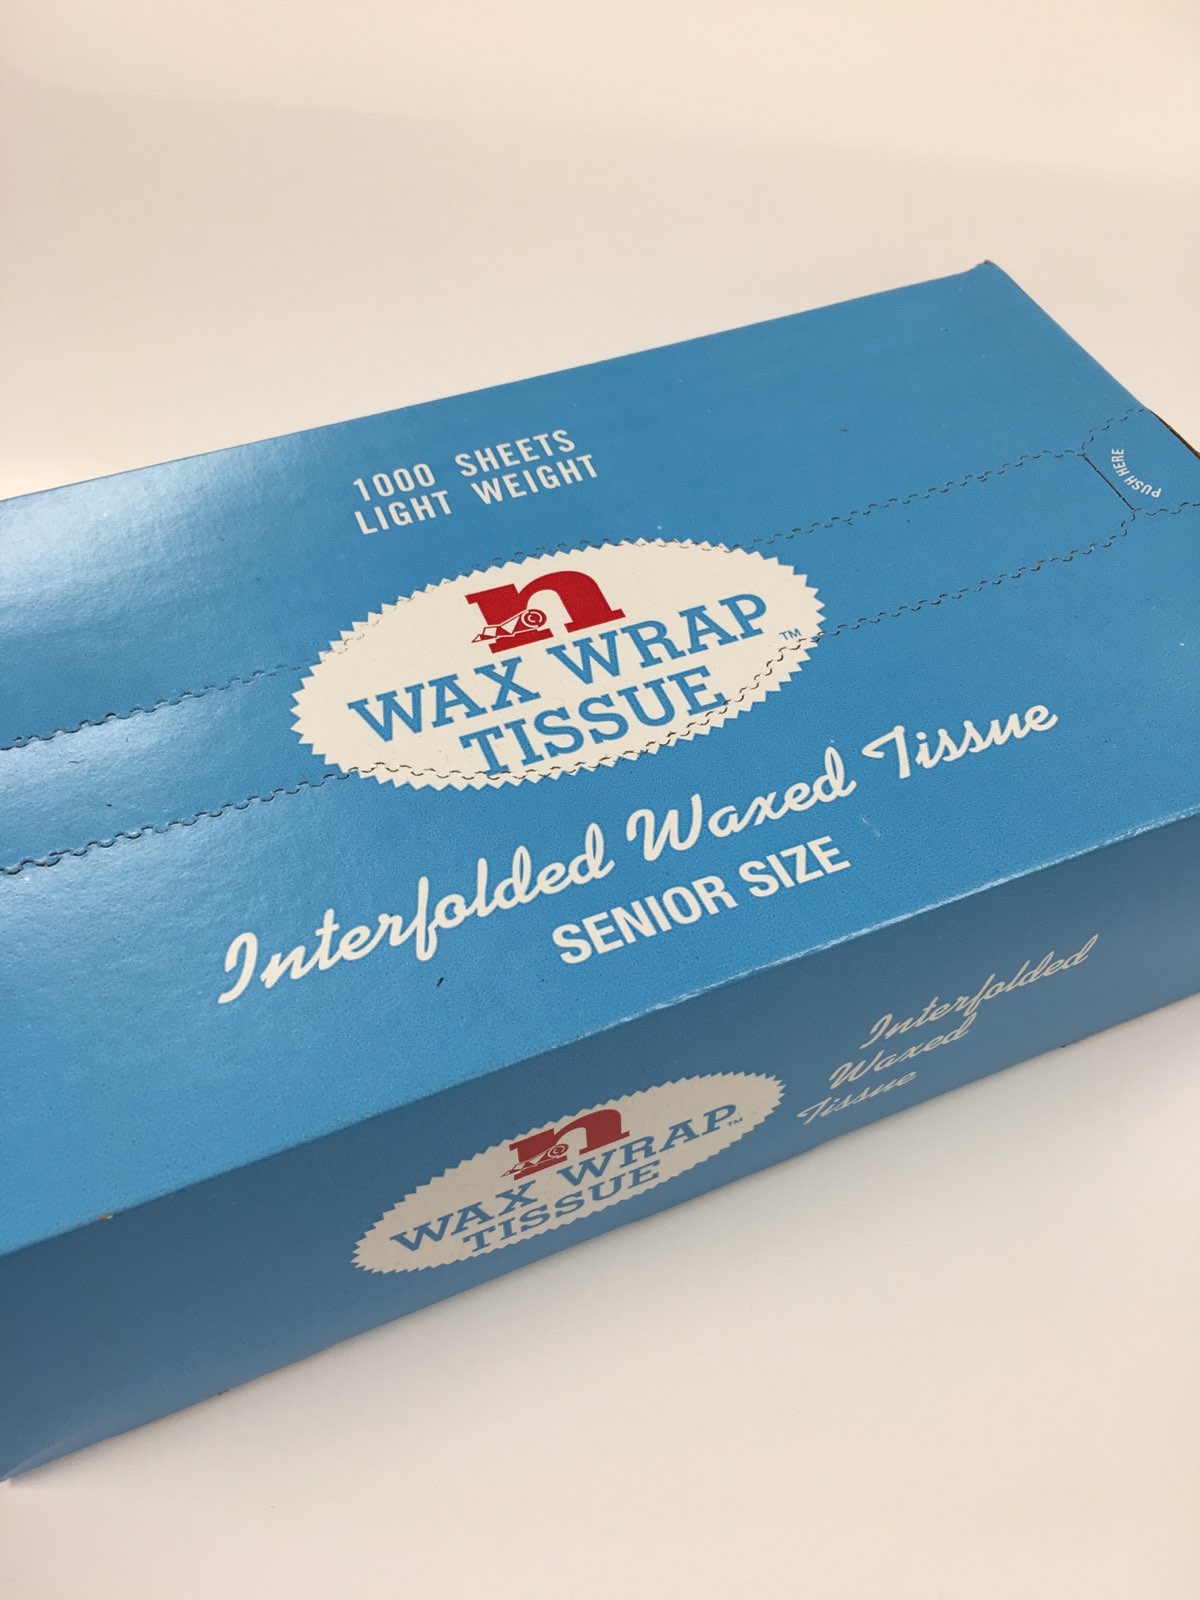 1000 SHEETS
LIGHT WEIGHT
PUSH HERE
n
WAX WRAP
TISSUE
TM
Interfolded Waxed Tissue
SENIOR SIZE
n
WAX WRAP
TISSUE
TM
Interfolded
Waxed
Tissue